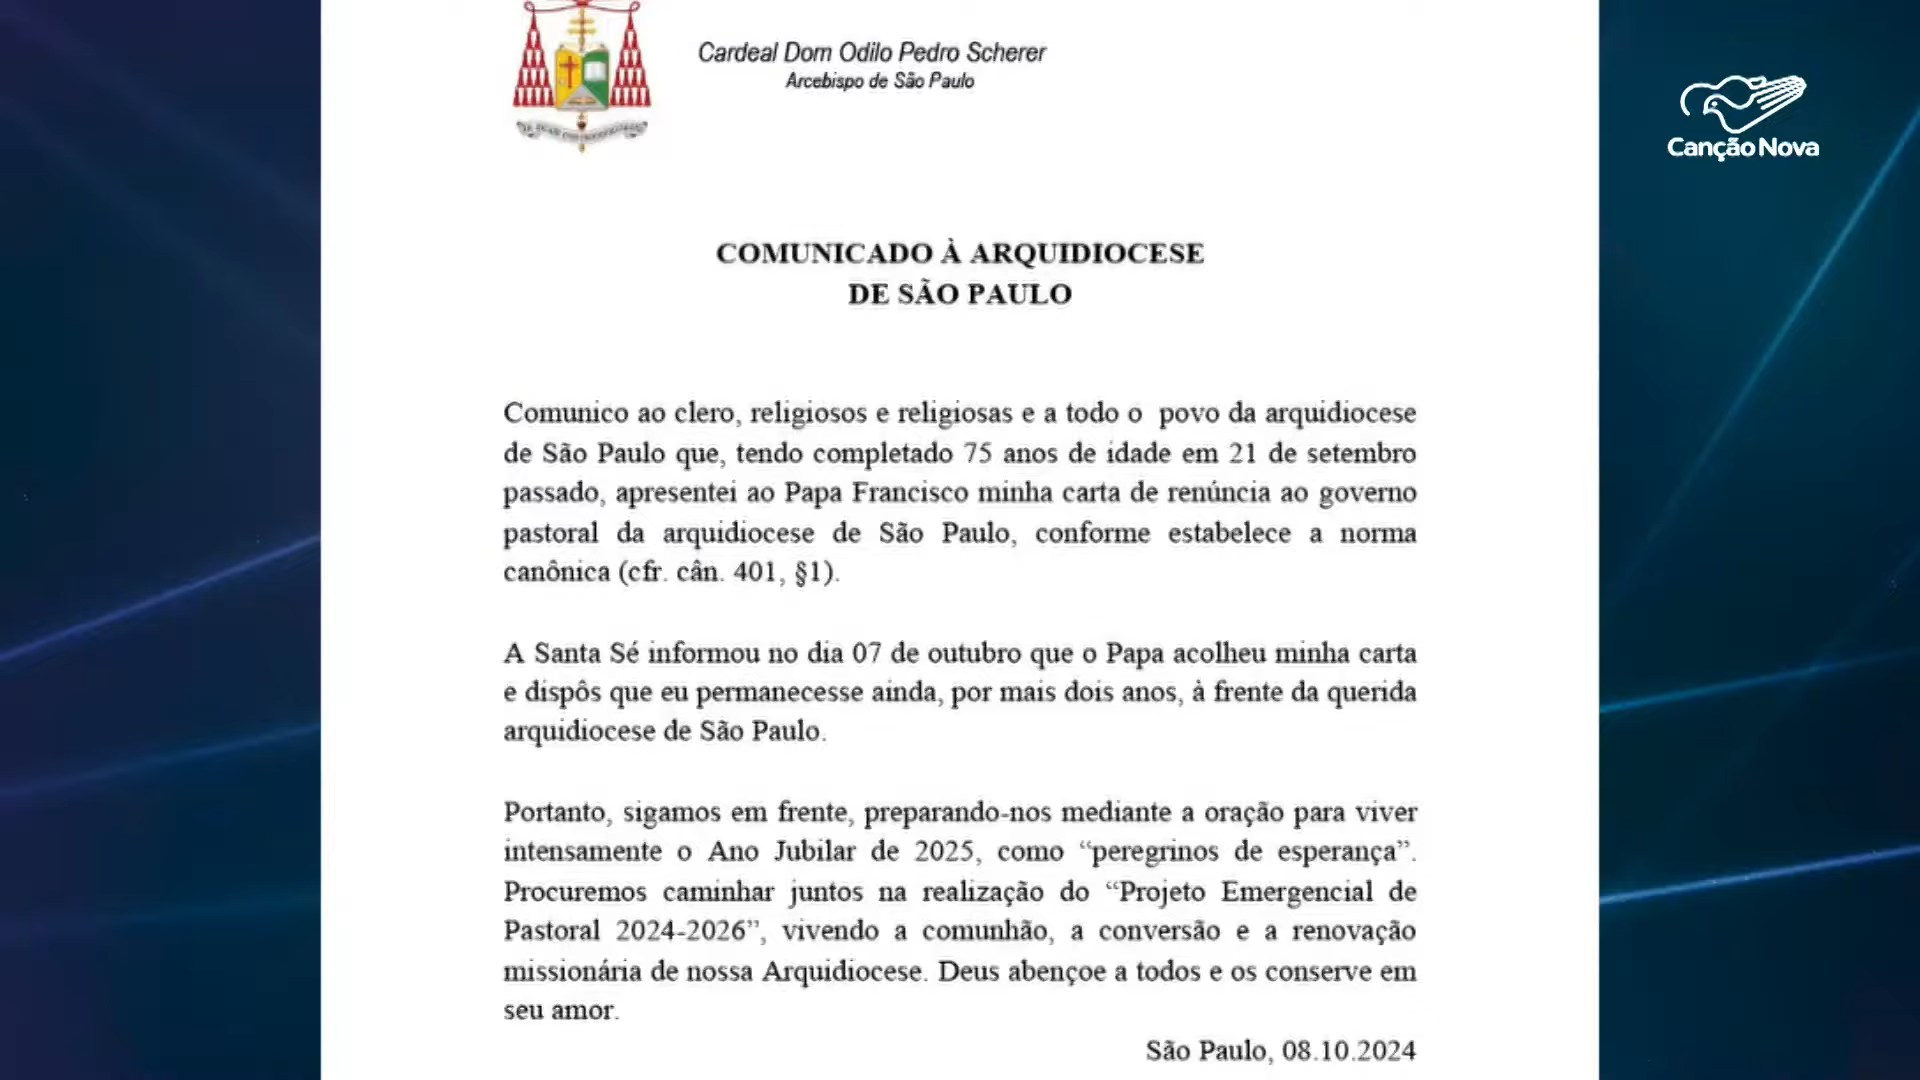 Cardeal Dom Odilo Pedro Scherer
Arcebispo de São Paulo
Canção Nova
COMUNICADO À ARQUIDIOCESE
DE SÃO PAULO
Comunico ao clero, religiosos e religiosas e a todo o povo da arquidiocese
de São Paulo que, tendo completado 75 anos de idade em 21 de setembro
passado, apresentei ao Papa Francisco minha carta de renúncia ao governo
pastoral da arquidiocese de São Paulo, conforme estabelece a norma
canônica (cfr. cân. 401, §1).
A Santa Sé informou no dia 07 de outubro que o Papa acolheu minha carta
e dispôs que eu permanecesse ainda, por mais dois anos, à frente da querida
arquidiocese de São Paulo.
Portanto, sigamos em frente, preparando-nos mediante a oração para viver
intensamente o Ano Jubilar de 2025, como “peregrinos de esperança”.
Procuremos caminhar juntos na realização do “Projeto Emergencial de
Pastoral 2024-2026”, vivendo a comunhão, a conversão e a renovação
missionária de nossa Arquidiocese. Deus abençoe a todos e os conserve em
seu amor.
São Paulo, 08.10.2024